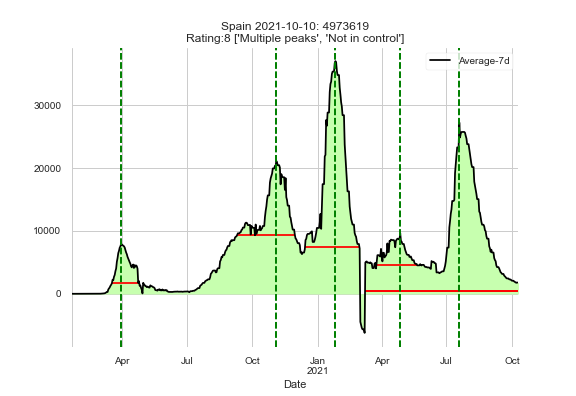 Spain 2021-10-10: 4973619
Rating:8 ['Multiple peaks', 'Not in control']
Average-7d
30000
20000
10000
0
Apr
Jul
Oct
Jan
2021
Apr
Jul
Oct
Date